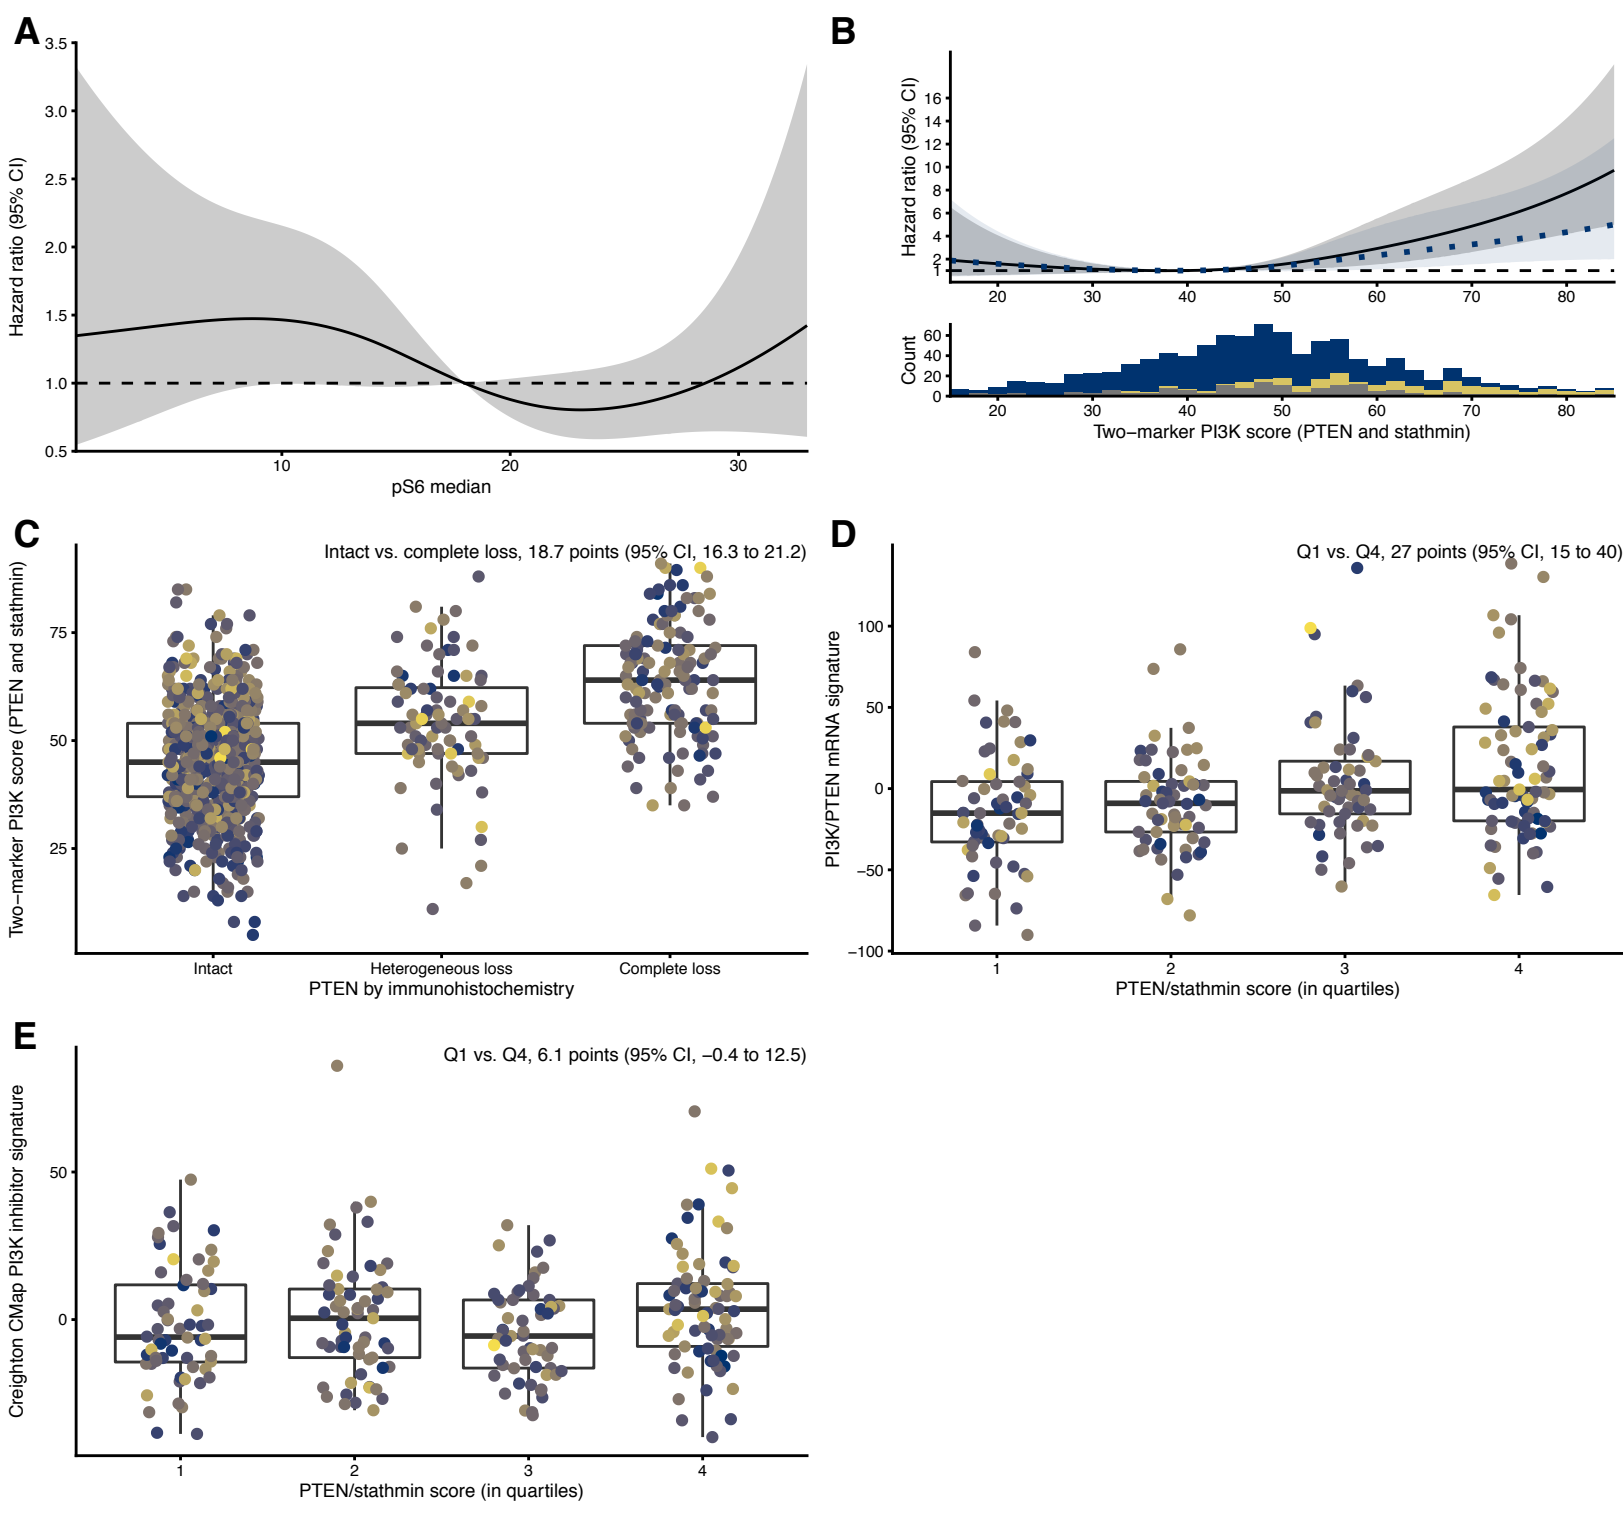 A
Hazard ratio (95% CI)
3.5
3.0
2.5
2.0
1.5
1.0
0.5
10 20 30
pS6 median
B
Hazard ratio (95% CI)
16
14
12
10
8
6
4
2
1
20 30 40 50 60 70 80
Count
60
40
20
0
20 30 40 50 60 70 80
Two−marker PI3K score (PTEN and stathmin)
C
Intact vs. complete loss, 18.7 points (95% CI, 16.3 to 21.2)
Two−marker PI3K score (PTEN and stathmin)
75
50
25
Intact Heterogeneous loss Complete loss
PTEN by immunohistochemistry
D
Q1 vs. Q4, 27 points (95% CI, 15 to 40)
PI3K/PTEN mRNA signature
100
50
0
−50
−100
1 2 3 4
PTEN/stathmin score (in quartiles)
E
Q1 vs. Q4, 6.1 points (95% CI, −0.4 to 12.5)
Creighton CMap PI3K inhibitor signature
50
0
1 2 3 4
PTEN/stathmin score (in quartiles)